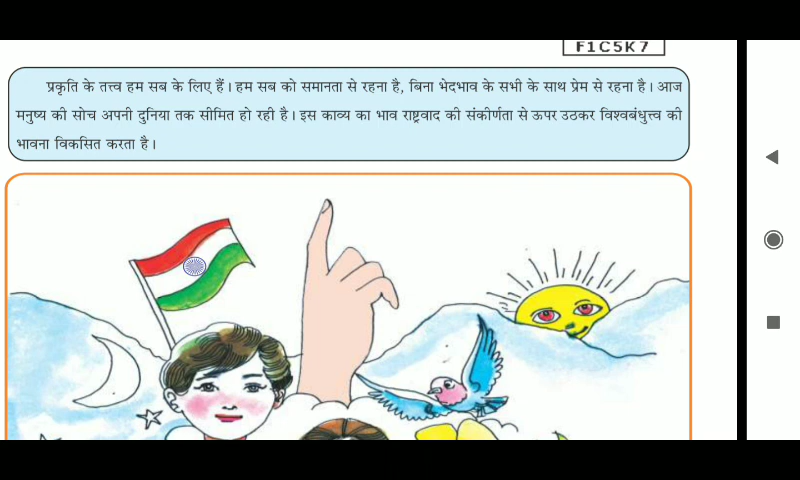 F1C5K7
प्रकृति के तत्त्व हम सब के लिए हैं। हम सब को समानता से रहना है, बिना भेदभाव के सभी के साथ प्रेम से रहना है। आज
मनुष्य की सोच अपनी दुनिया तक सीमित हो रही है। इस काव्य का भाव राष्ट्रवाद की संकीर्णता से ऊपर उठकर विश्वबंधुत्त्व की
भावना विकसित करता है।